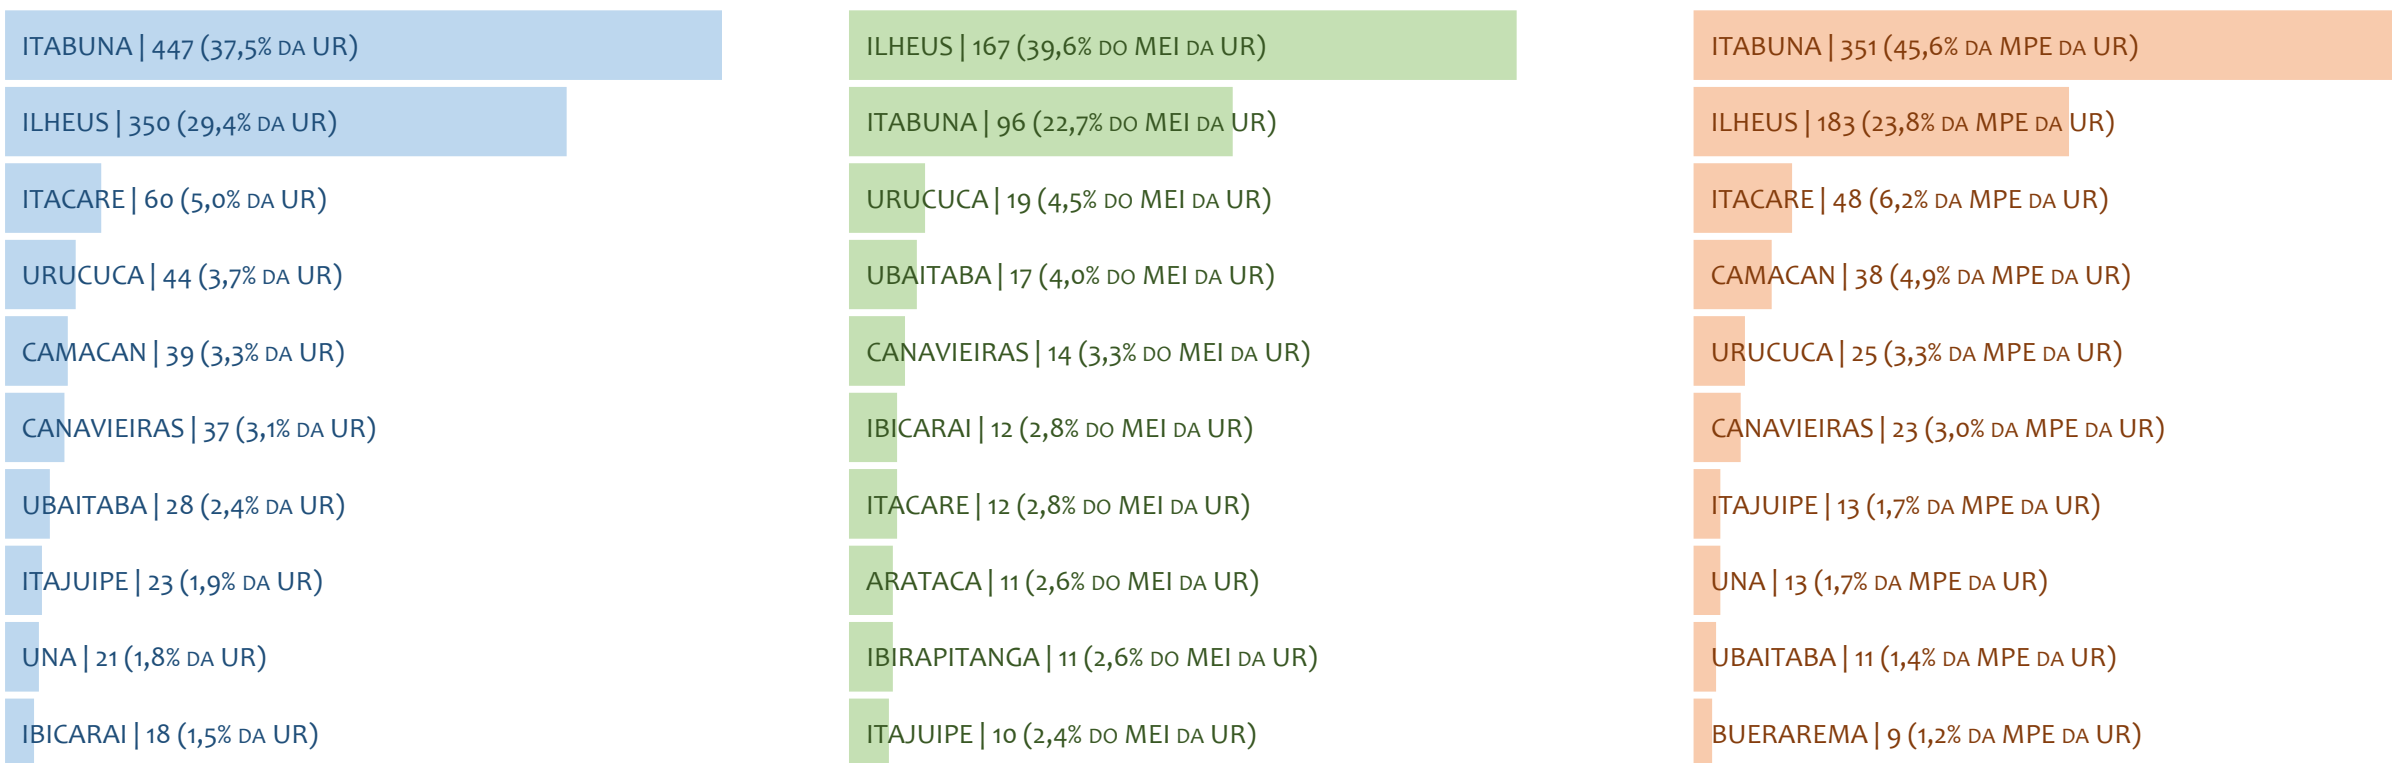 ITABUNA | 447 (37,5% DA UR)
ILHEUS | 350 (29,4% DA UR)
ITACARE | 60 (5,0% DA UR)
URUCUCA | 44 (3,7% DA UR)
CAMACAN | 39 (3,3% DA UR)
CANAVIEIRAS | 37 (3,1% DA UR)
UBAITABA | 28 (2,4% DA UR)
ITAJUIPE | 23 (1,9% DA UR)
UNA | 21 (1,8% DA UR)
IBICARAI | 18 (1,5% DA UR)
ILHEUS | 167 (39,6% DO MEI DA UR)
ITABUNA | 96 (22,7% DO MEI DA UR)
URUCUCA | 19 (4,5% DO MEI DA UR)
UBAITABA | 17 (4,0% DO MEI DA UR)
CANAVIEIRAS | 14 (3,3% DO MEI DA UR)
IBICARAI | 12 (2,8% DO MEI DA UR)
ITACARE | 12 (2,8% DO MEI DA UR)
ARATACA | 11 (2,6% DO MEI DA UR)
IBIRAPITANGA | 11 (2,6% DO MEI DA UR)
ITAJUIPE | 10 (2,4% DO MEI DA UR)
ITABUNA | 351 (45,6% DA MPE DA UR)
ILHEUS | 183 (23,8% DA MPE DA UR)
ITACARE | 48 (6,2% DA MPE DA UR)
CAMACAN | 38 (4,9% DA MPE DA UR)
URUCUCA | 25 (3,3% DA MPE DA UR)
CANAVIEIRAS | 23 (3,0% DA MPE DA UR)
ITAJUIPE | 13 (1,7% DA MPE DA UR)
UNA | 13 (1,7% DA MPE DA UR)
UBAITABA | 11 (1,4% DA MPE DA UR)
BUERAREMA | 9 (1,2% DA MPE DA UR)